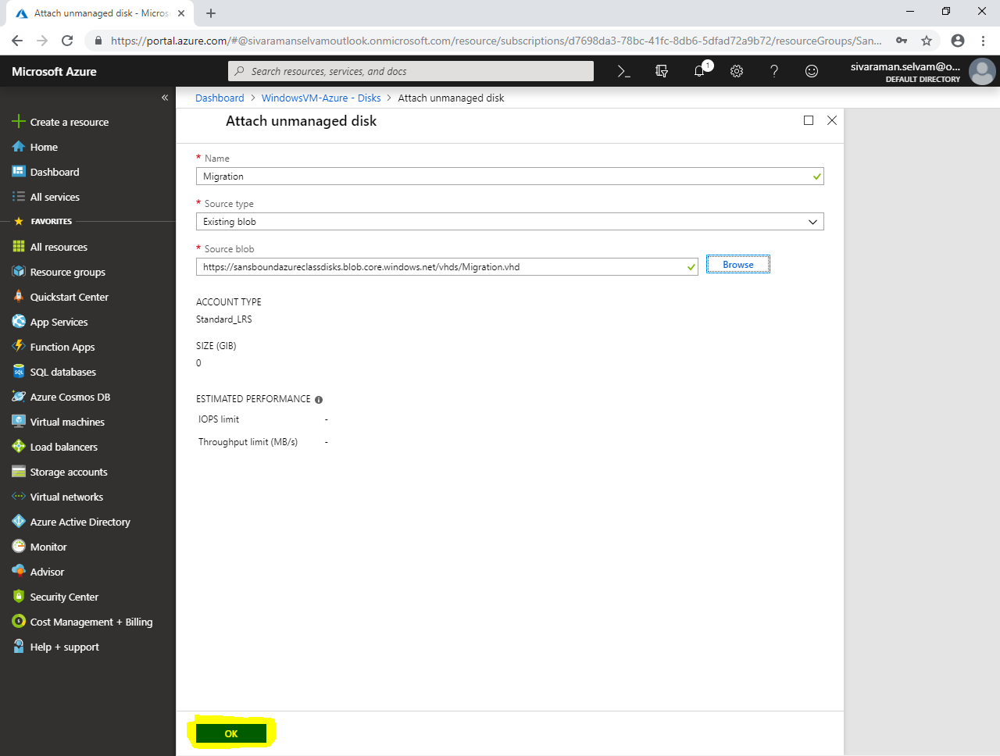 Attach unmanaged disk - Micros
https://portal.azure.com/#@sivaramanselvamoutlook.onmicrosoft.com/resource/subscriptions/d7698da3-78bc-41fc-8db6-5dfad72a9b72/resourceGroups/San...
Microsoft Azure
Search resources, services, and docs
1
sivaraman.selvam@o...
DEFAULT DIRECTORY
Dashboard > WindowsVM-Azure - Disks > Attach unmanaged disk
Create a resource
Home
Dashboard
All services
FAVORITES
All resources
Resource groups
Quickstart Center
App Services
Function Apps
SQL databases
Azure Cosmos DB
Virtual machines
Load balancers
Storage accounts
Virtual networks
Azure Active Directory
Monitor
Advisor
Security Center
Cost Management + Billing
Help + support
Attach unmanaged disk
* Name
Migration
* Source type
Existing blob
* Source blob
https://sansboundazureclassdisks.blob.core.windows.net/vhds/Migration.vhd
Browse
ACCOUNT TYPE
Standard_LRS
SIZE (GIB)
0
ESTIMATED PERFORMANCE
IOPS limit -
Throughput limit (MB/s) -
OK